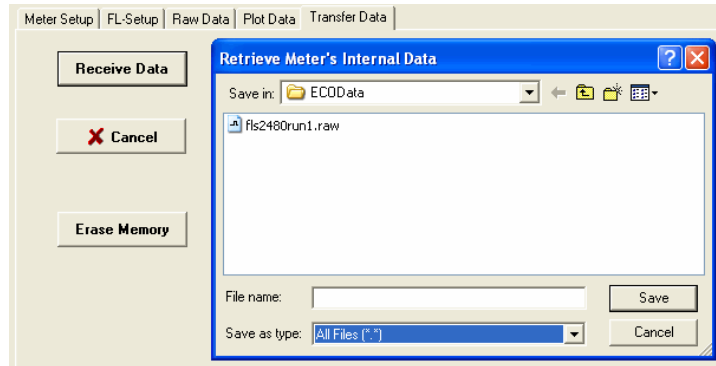 Meter Setup FL-Setup Raw Data Plot Data Transfer Data
Receive Data
Cancel
Erase Memory
Retrieve Meter's Internal Data
Save in: ECOData
fls2480run1.raw
File name:
Save
Save as type: All Files (*.*)
Cancel